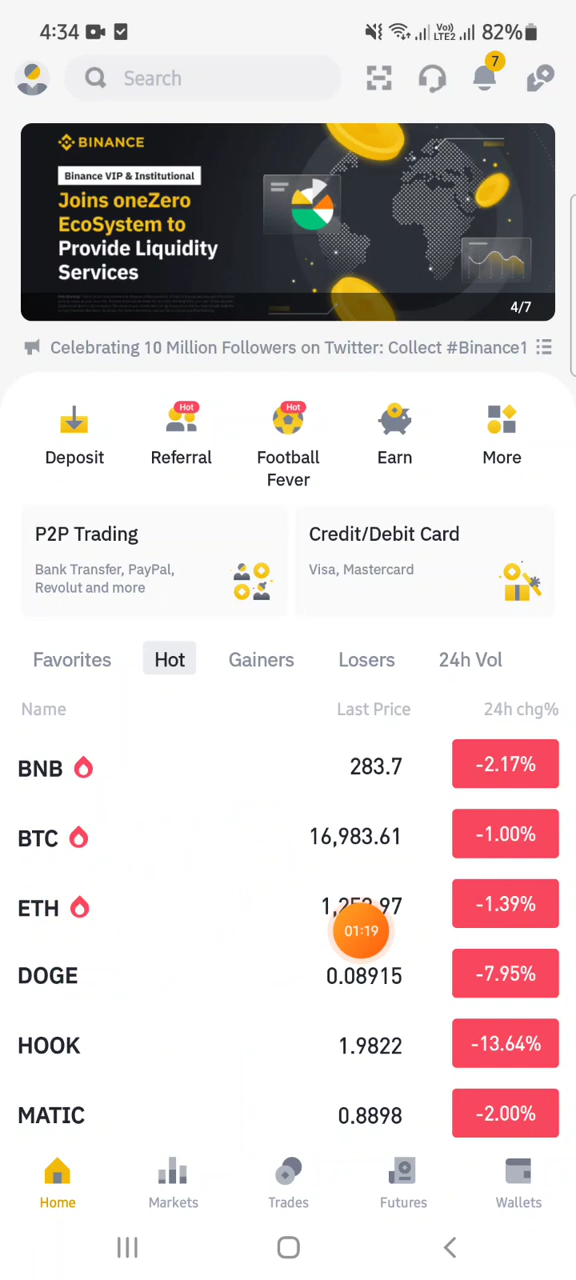 4:34 Vo)) LTE2 82%
7
Search
BINANCE
Binance VIP & Institutional
Joins oneZero
EcoSystem to
Provide Liquidity
Services
4/7
Celebrating 10 Million Followers on Twitter: Collect #Binance1
Hot Hot
Deposit Referral Football Fever Earn More
P2P Trading
Bank Transfer, PayPal,
Revolut and more
Credit/Debit Card
Visa, Mastercard
Favorites Hot Gainers Losers 24h Vol
Name Last Price 24h chg%
BNB 283.7 -2.17%
BTC 16,983.61 -1.00%
ETH -1.39%
01:19
DOGE 0.08915 -7.95%
HOOK 1.9822 -13.64%
MATIC 0.8898 -2.00%
Home Markets Trades Futures Wallets